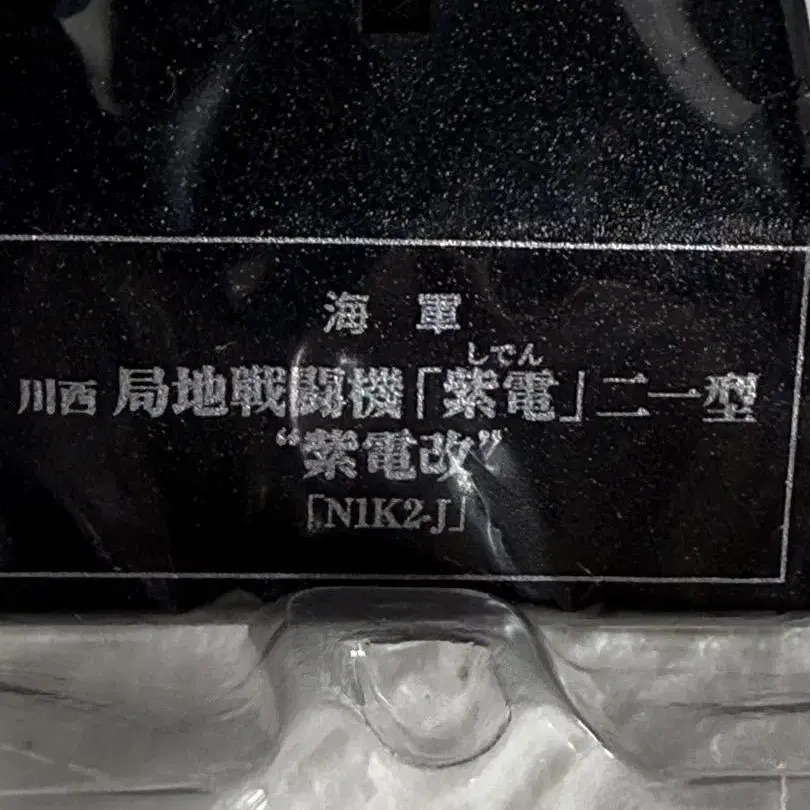 海 軍
しでん
川西 局地戦闘機「紫電」二一型
“紫電改”
「N1K2-J」